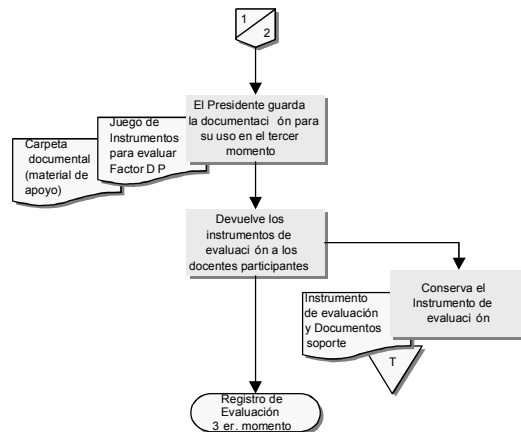 1
2
El Presidente guarda
la documentaci ón para
su uso en el tercer
momento
Juego de
Instrumentos
para evaluar
Factor D P
Carpeta
documental
(material de
apoyo)
Devuelve los
instrumentos de
evaluaci ón a los
docentes participantes
Conserva el
Instrumento de
evaluaci ón
Instrumento
de evaluación
y Documentos
soporte
T
Registro de
Evaluación
3 er. momento